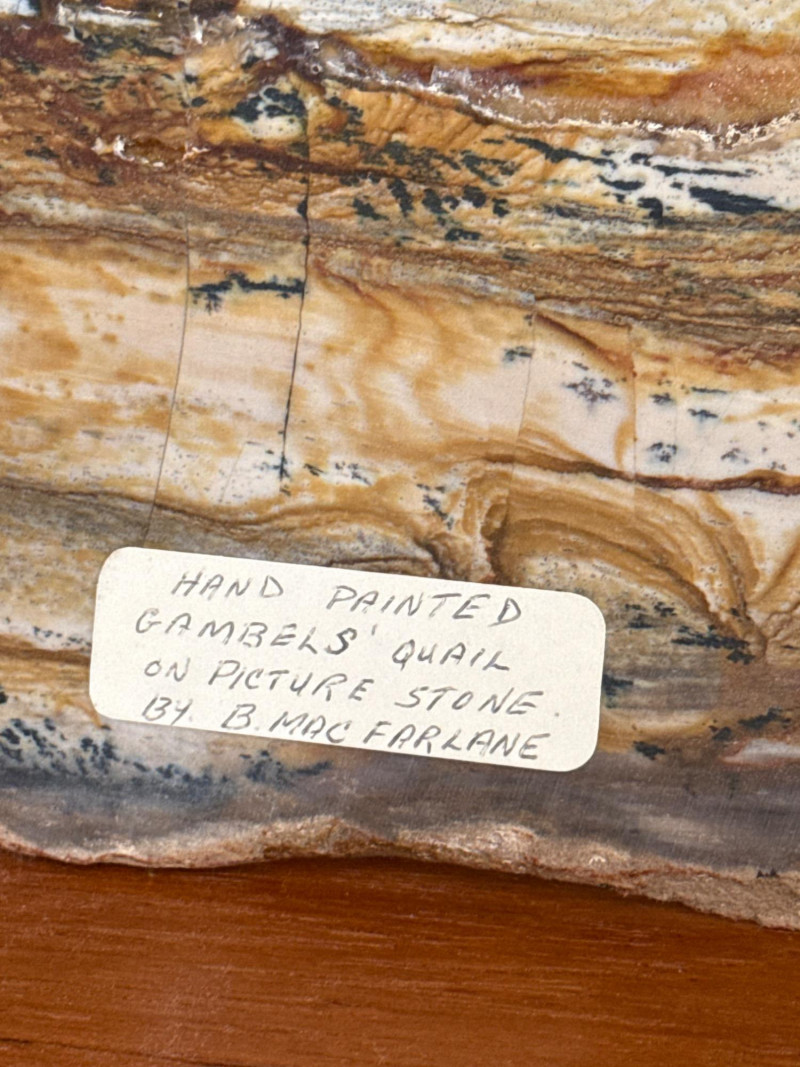 HAND PAINTED
GAMBELS' QUAIL
ON PICTURE STONE.
BY. B. MAC FARLANE